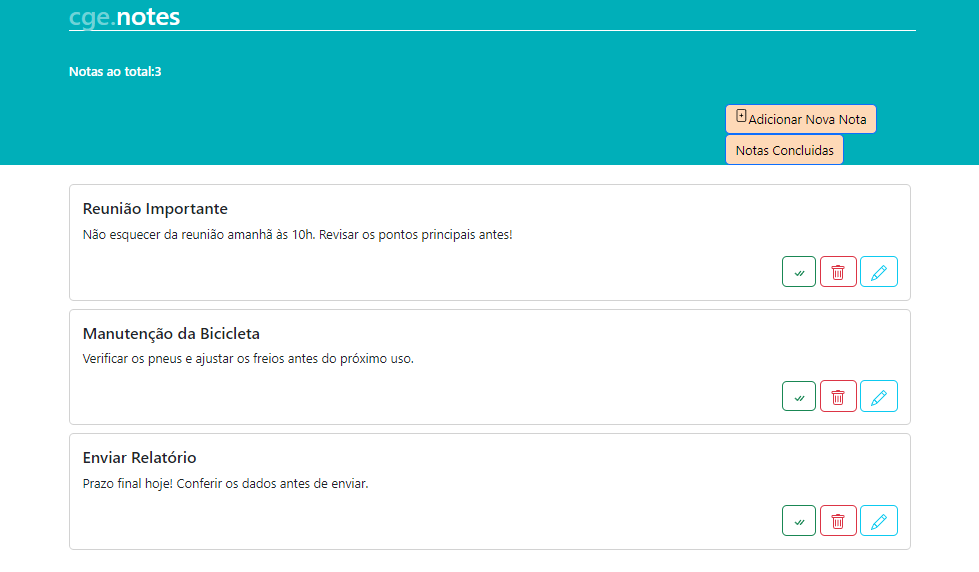 cge.notes
Notas ao total:3
Adicionar Nova Nota
Notas Concluidas
Reunião Importante
Não esquecer da reunião amanhã às 10h. Revisar os pontos principais antes!
Manutenção da Bicicleta
Verificar os pneus e ajustar os freios antes do próximo uso.
Enviar Relatório
Prazo final hoje! Conferir os dados antes de enviar.